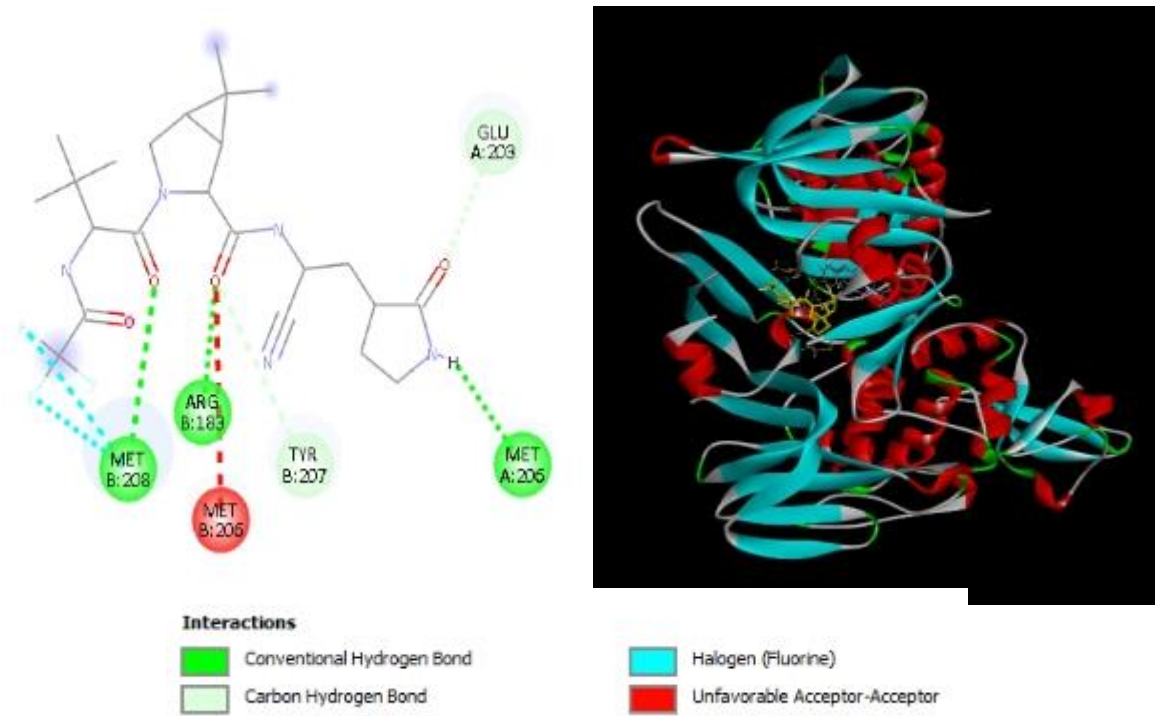 GLU
A:203
N
N
N
O
N
O
O
O
N
N
H
ARG
B:183
MET
B:208
TYR
B:207
MET
A:206
MET
B:206
Interactions
Conventional Hydrogen Bond
Carbon Hydrogen Bond
Halogen (Fluorine)
Unfavorable Acceptor-Acceptor